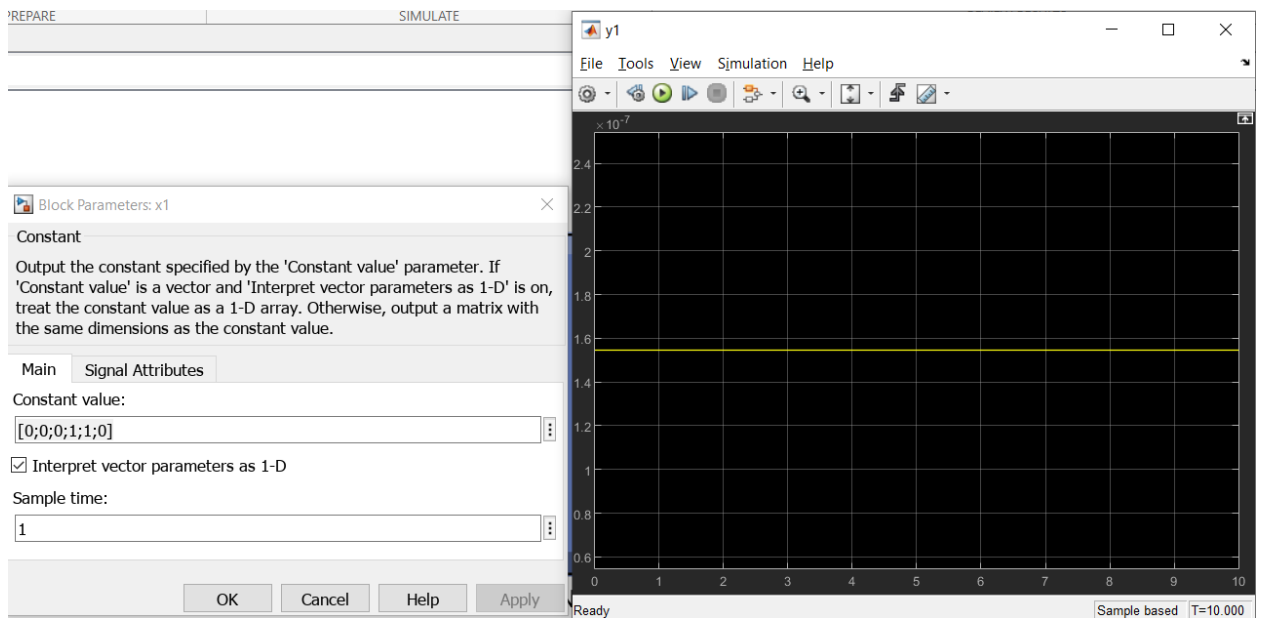 PREPARE
SIMULATE
y1
File Tools View Simulation Help
×10⁻⁷
2.4
2.2
2
1.8
1.6
1.4
1.2
1
0.8
0.6
0 1 2 3 4 5 6 7 8 9 10
Ready
Sample based T=10.000
Block Parameters: x1
Constant
Output the constant specified by the 'Constant value' parameter. If
'Constant value' is a vector and 'Interpret vector parameters as 1-D' is on,
treat the constant value as a 1-D array. Otherwise, output a matrix with
the same dimensions as the constant value.
Main Signal Attributes
Constant value:
[0;0;0;1;1;0]
Interpret vector parameters as 1-D
Sample time:
1
OK Cancel Help Apply